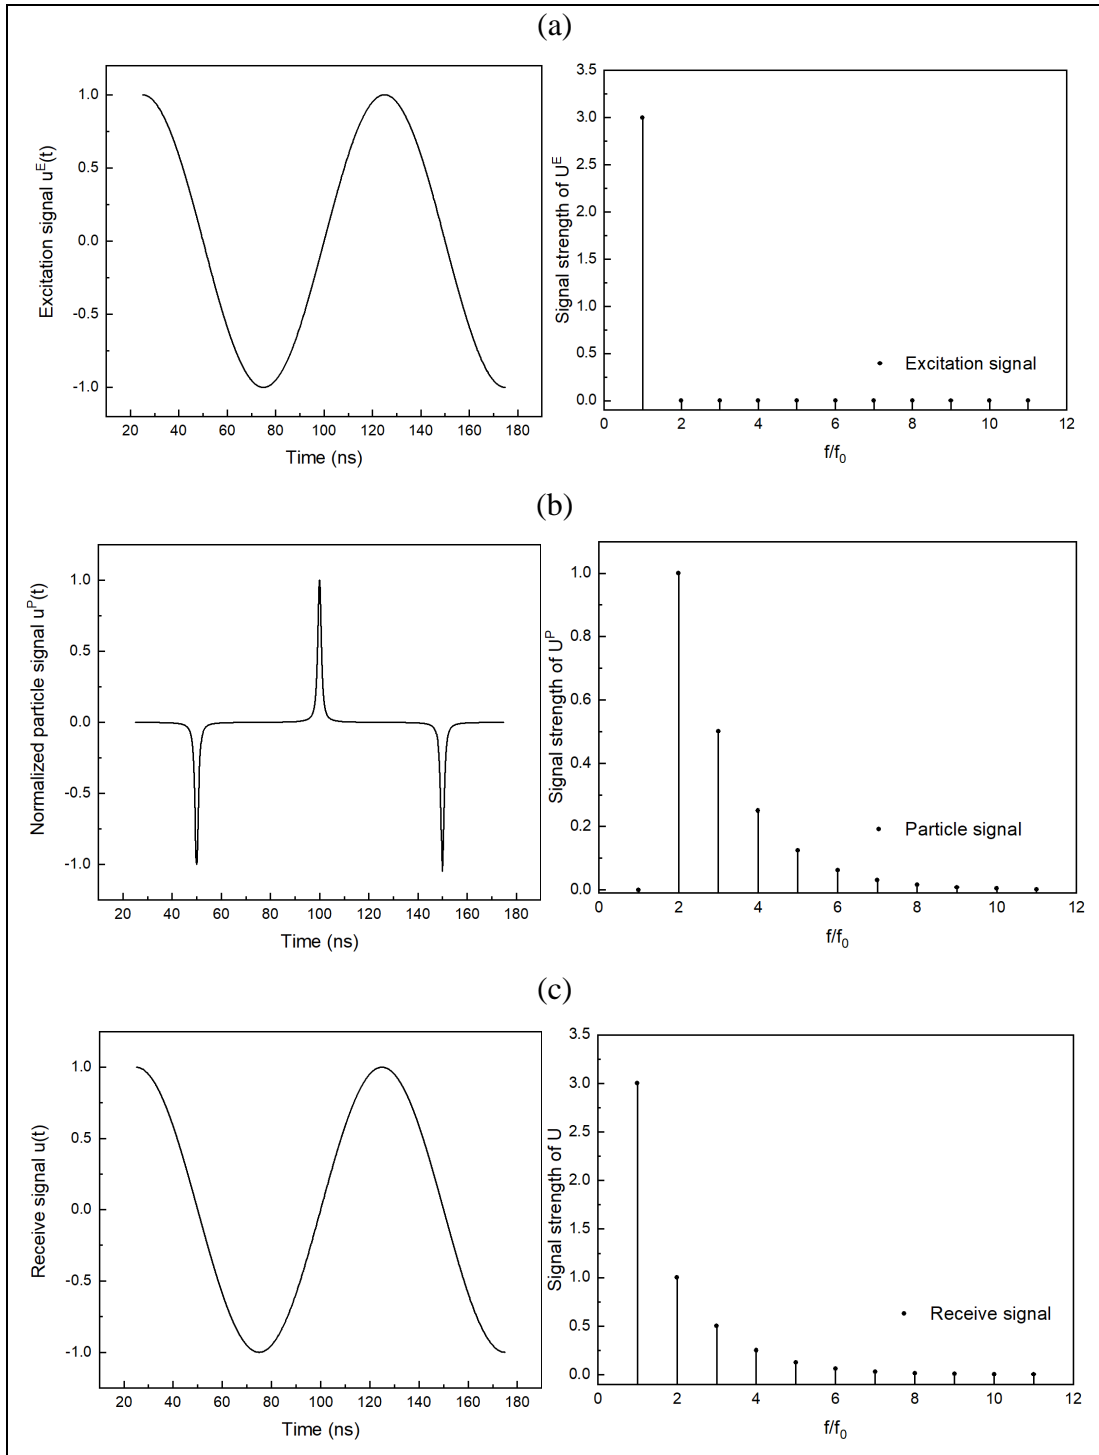 (a)
Excitation signal u^E(t)
1.0
0.5
0.0
-0.5
-1.0
20 40 60 80 100 120 140 160 180
Time (ns)
Signal strength of U^E
3.5
3.0
2.5
2.0
1.5
1.0
0.5
0.0
Excitation signal
0 2 4 6 8 10 12
f/f₀
(b)
Normalized particle signal u^P(t)
1.0
0.5
0.0
-0.5
-1.0
20 40 60 80 100 120 140 160 180
Time (ns)
Signal strength of U^P
1.0
0.8
0.6
0.4
0.2
0.0
Particle signal
0 2 4 6 8 10 12
f/f₀
(c)
Receive signal u(t)
1.0
0.5
0.0
-0.5
-1.0
20 40 60 80 100 120 140 160 180
Time (ns)
Signal strength of U
3.5
3.0
2.5
2.0
1.5
1.0
0.5
0.0
Receive signal
0 2 4 6 8 10 12
f/f₀